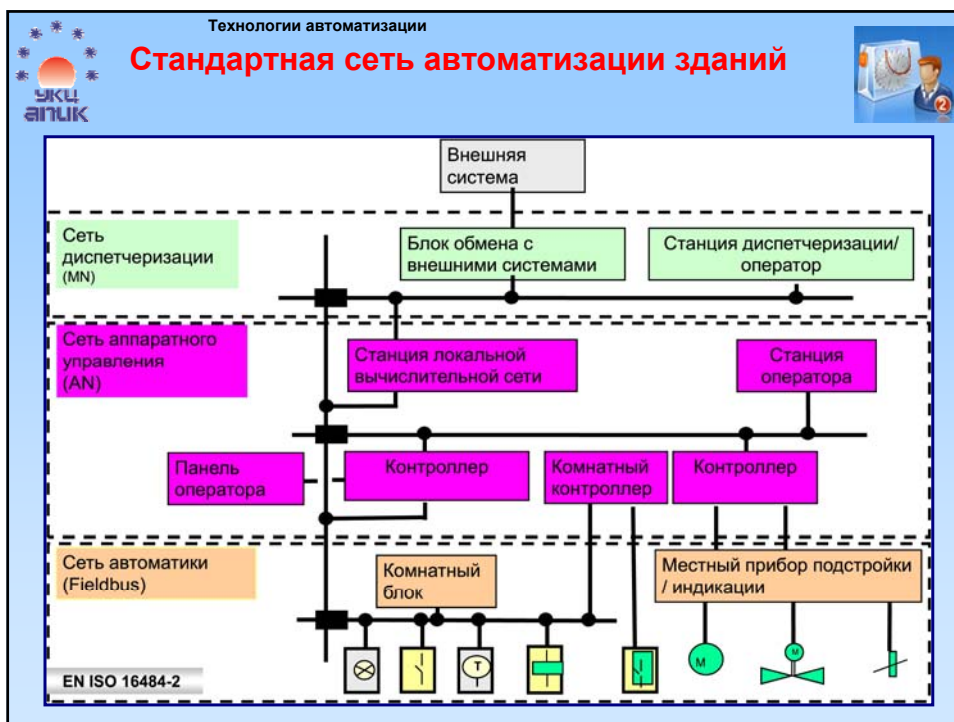 Технологии автоматизации
Стандартная сеть автоматизации зданий
УКЦ
АПИК
2
Внешняя
система
Сеть
диспетчеризации
(MN)
Блок обмена с
внешними системами
Станция диспетчеризации/
оператор
Сеть аппаратного
управления
(AN)
Станция локальной
вычислительной сети
Станция
оператора
Панель
оператора
Контроллер
Комнатный
контроллер
Контроллер
Сеть автоматики
(Fieldbus)
Комнатный
блок
Местный прибор подстройки
/ индикации
T
M
M
EN ISO 16484-2